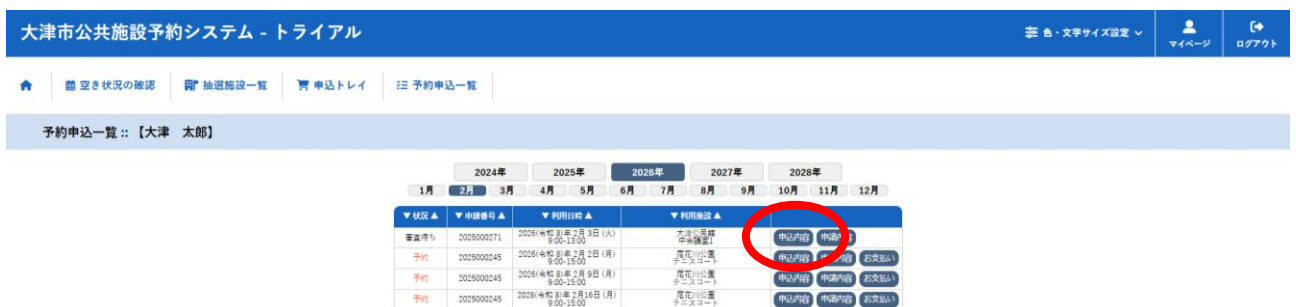 大津市公共施設予約システム - トライアル
色・文字サイズ設定
マイページ
ログアウト
空き状況の確認
抽選施設一覧
申込トレイ
予約申込一覧
予約申込一覧 :: 【大津　太郎】
2024年 2025年 2026年 2027年 2028年
1月 2月 3月 4月 5月 6月 7月 8月 9月 10月 11月 12月
▼状況▲ ▼申請番号▲ ▼利用日時▲ ▼利用施設▲
審査待ち 2025000271 2026(令和 8)年 2月 3日 (火)
9:00-13:00
中会議室1
申込内容 申請内容
予約 2025000245 2026(令和 8)年 2月 2日 (月)
9:00-15:00
尾花川公園
テニスコート
申込内容 申請内容 お支払い
予約 2025000245 2026(令和 8)年 2月 9日 (月)
9:00-15:00
尾花川公園
テニスコート
申込内容 申請内容 お支払い
予約 2025000245 2026(令和 8)年 2月16日 (月)
9:00-15:00
尾花川公園
テニスコート
申込内容 申請内容 お支払い